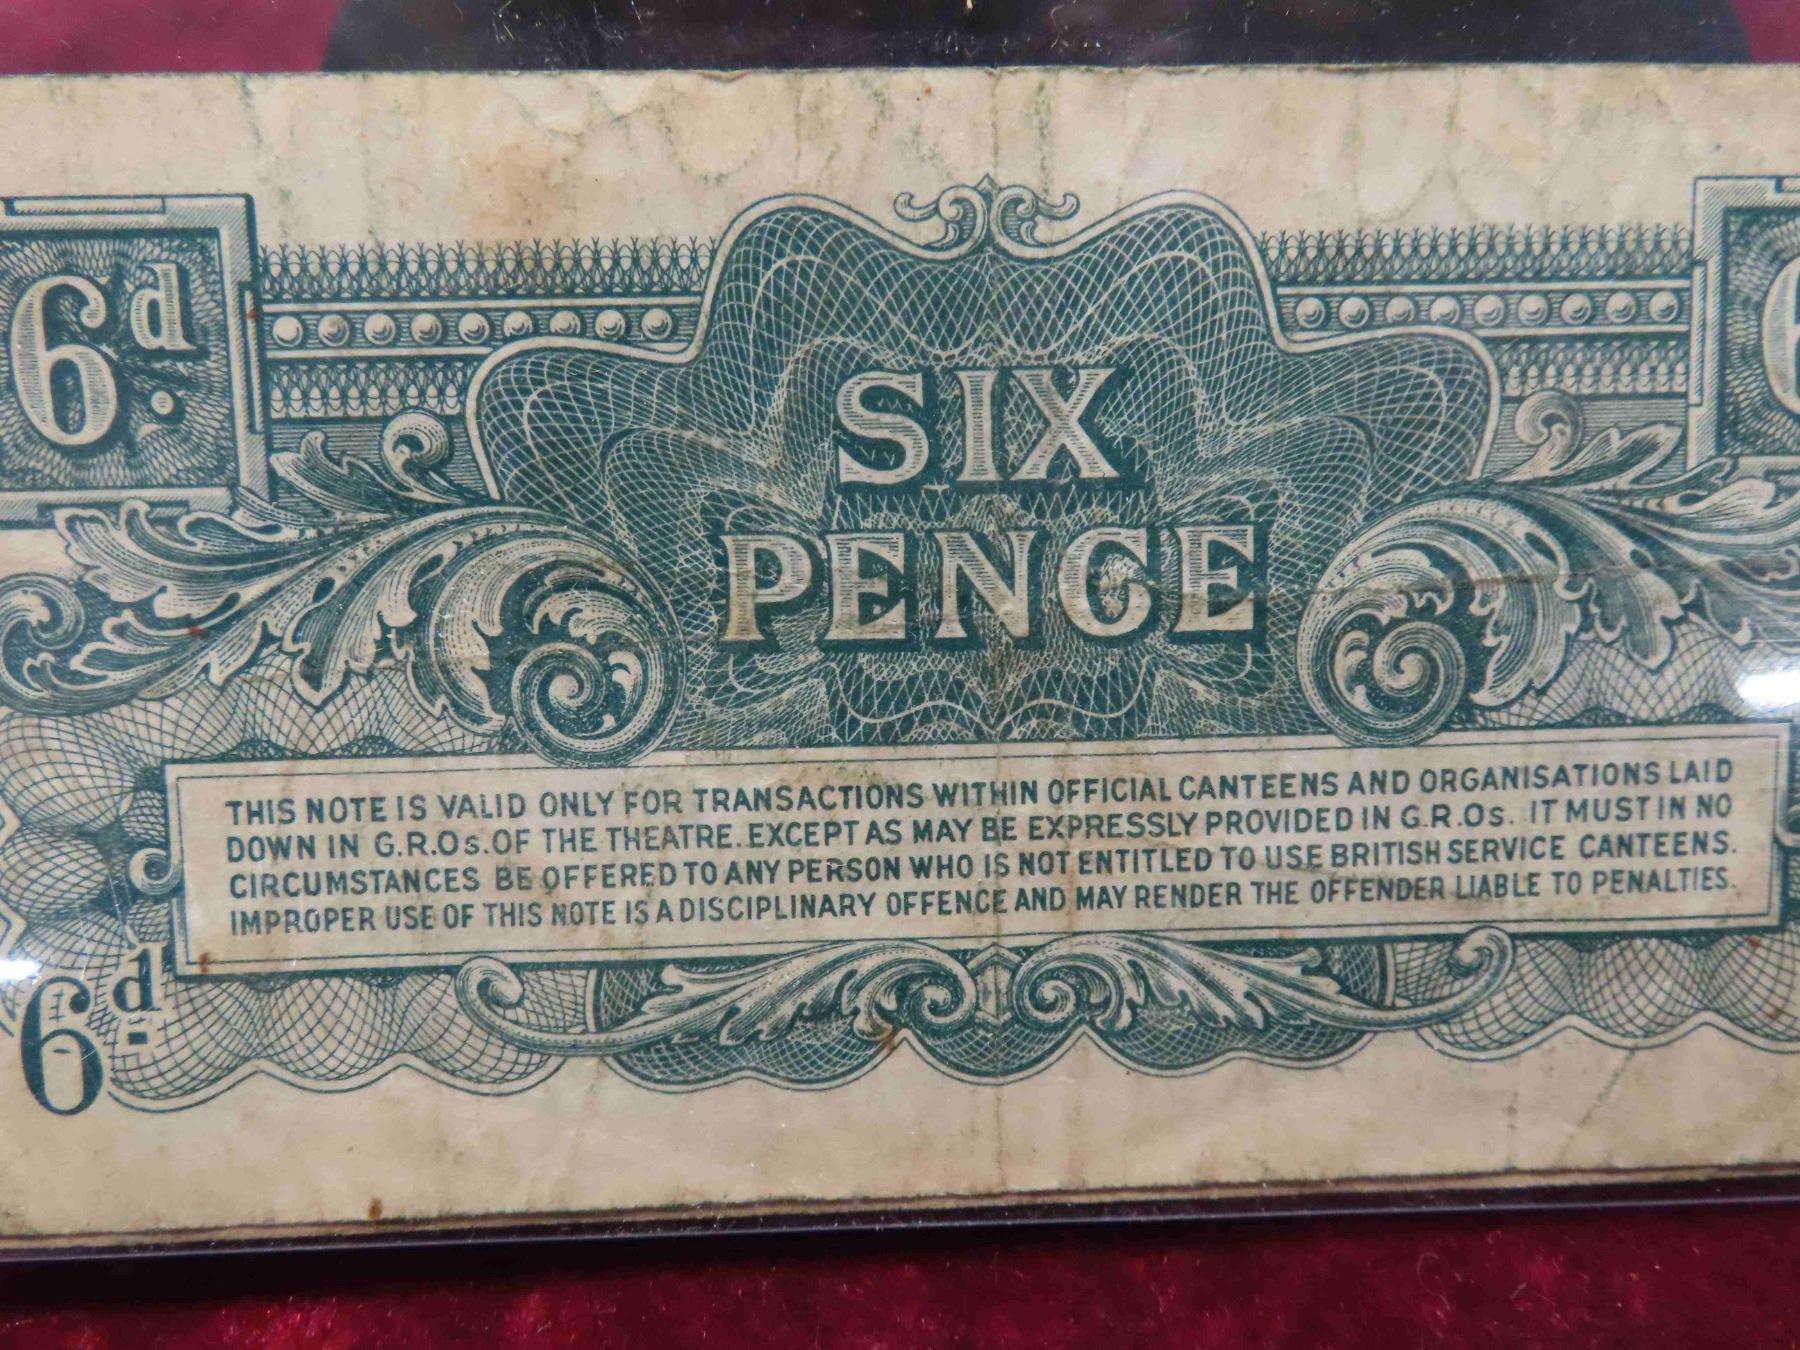 6d.
6
SIX
PENCE
THIS NOTE IS VALID ONLY FOR TRANSACTIONS WITHIN OFFICIAL CANTEENS AND ORGANISATIONS LAID
DOWN IN G.R.Os. OF THE THEATRE. EXCEPT AS MAY BE EXPRESSLY PROVIDED IN G.R.Os. IT MUST IN NO
CIRCUMSTANCES BE OFFERED TO ANY PERSON WHO IS NOT ENTITLED TO USE BRITISH SERVICE CANTEENS.
IMPROPER USE OF THIS NOTE IS A DISCIPLINARY OFFENCE AND MAY RENDER THE OFFENDER LIABLE TO PENALTIES.
6d.